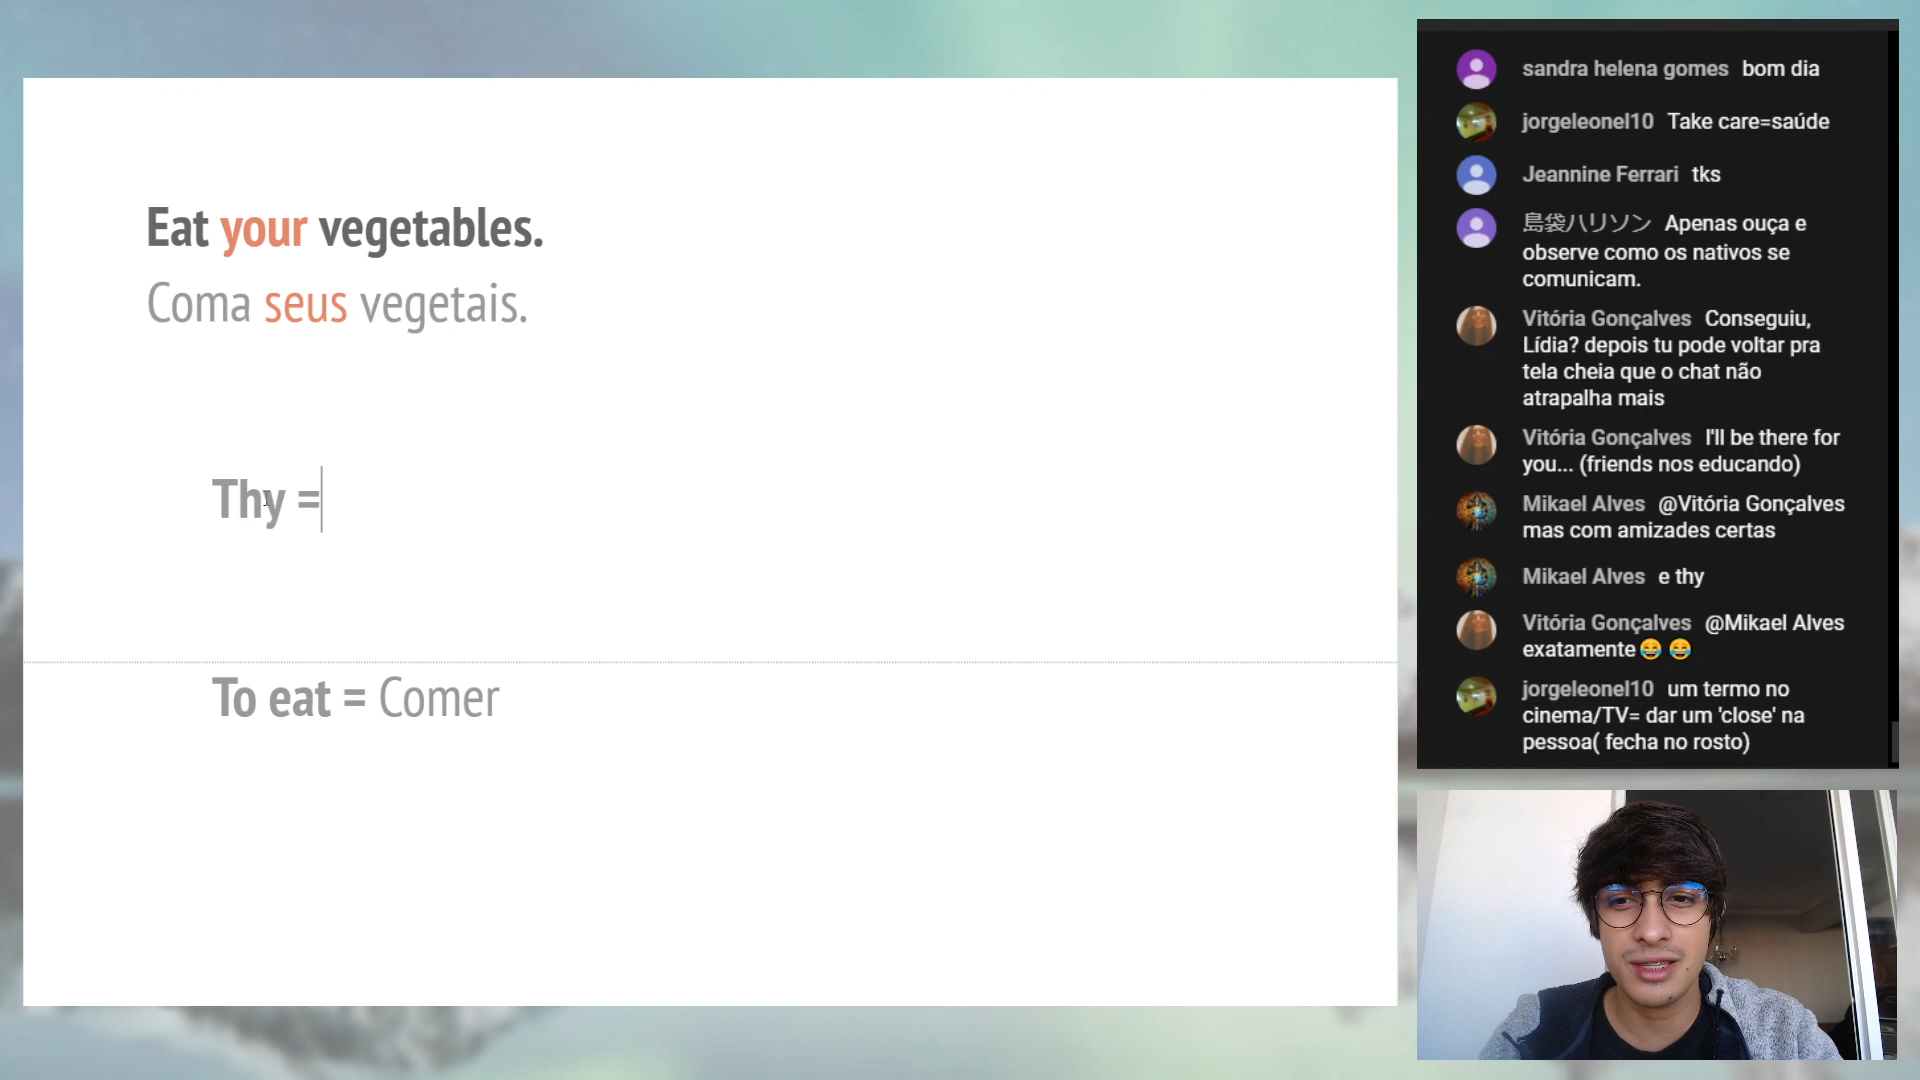 Eat your vegetables.
Coma seus vegetais.
Thy =
To eat = Comer
sandra helena gomes bom dia
jorgeleonel10 Take care=saúde
Jeannine Ferrari tks
島袋ハリソン Apenas ouça e
observe como os nativos se
comunicam.
Vitória Gonçalves Conseguiu,
Lídia? depois tu pode voltar pra
tela cheia que o chat não
atrapalha mais
Vitória Gonçalves I'll be there for
you... (friends nos educando)
Mikael Alves @Vitória Gonçalves
mas com amizades certas
Mikael Alves e thy
Vitória Gonçalves @Mikael Alves
exatamente😂 😂
jorgeleonel10 um termo no
cinema/TV= dar um 'close' na
pessoa( fecha no rosto)